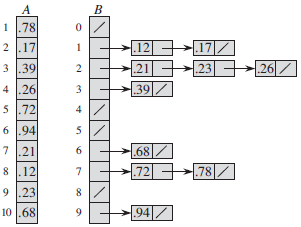 A B
1 .78 0 /
2 .17 1 .12 .17 /
3 .39 2 .21 .23 .26 /
4 .26 3 .39 /
5 .72 4 /
6 .94 5 /
7 .21 6 .68 /
8 .12 7 .72 .78 /
9 .23 8 /
10 .68 9 .94 /